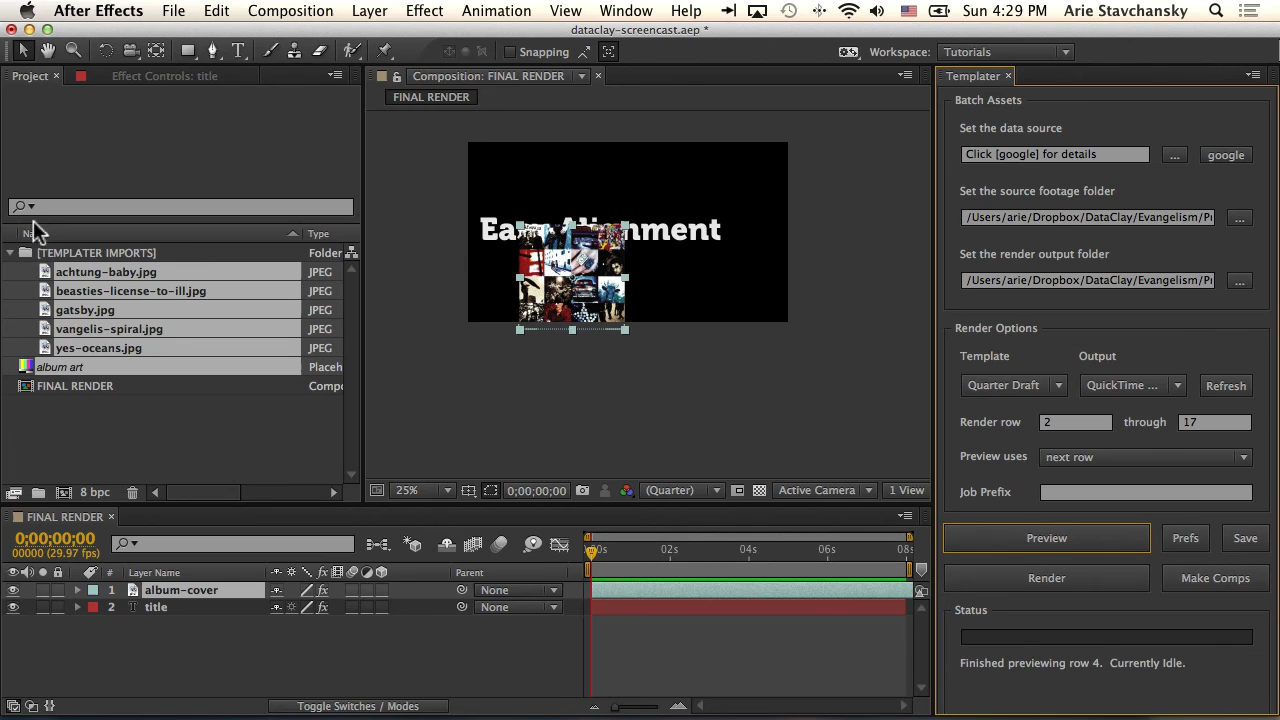 After Effects File Edit Composition Layer Effect Animation View Window Help Sun 4:29 PM Arie Stavchansky
dataclay-screencast.aep *
Snapping Workspace: Tutorials
Project × Effect Controls: title Composition: FINAL RENDER × Templater ×
FINAL RENDER
Batch Assets
Set the data source
Click [google] for details ... google
Set the source footage folder
/Users/arie/Dropbox/DataClay/Evangelism/P ...
Set the render output folder
/Users/arie/Dropbox/DataClay/Evangelism/P ...
Type
[TEMPLATER IMPORTS] Folder
achtung-baby.jpg JPEG
beasties-license-to-ill.jpg JPEG
gatsby.jpg JPEG
vangelis-spiral.jpg JPEG
yes-oceans.jpg JPEG
album art Placeh
FINAL RENDER Compo
Alignment
Render Options
Template Output
Quarter Draft QuickTime ... Refresh
Render row 2 through 17
Preview uses next row
Job Prefix
8 bpc 25% 0;00;00;00 (Quarter) Active Camera 1 View
Preview Prefs Save
Render Make Comps
Status
Finished previewing row 4. Currently Idle.
FINAL RENDER ×
0;00;00;00
00000 (29.97 fps)
:00s 02s 04s 06s 08s
# Layer Name Parent
1 album-cover None
2 T title None
Toggle Switches / Modes